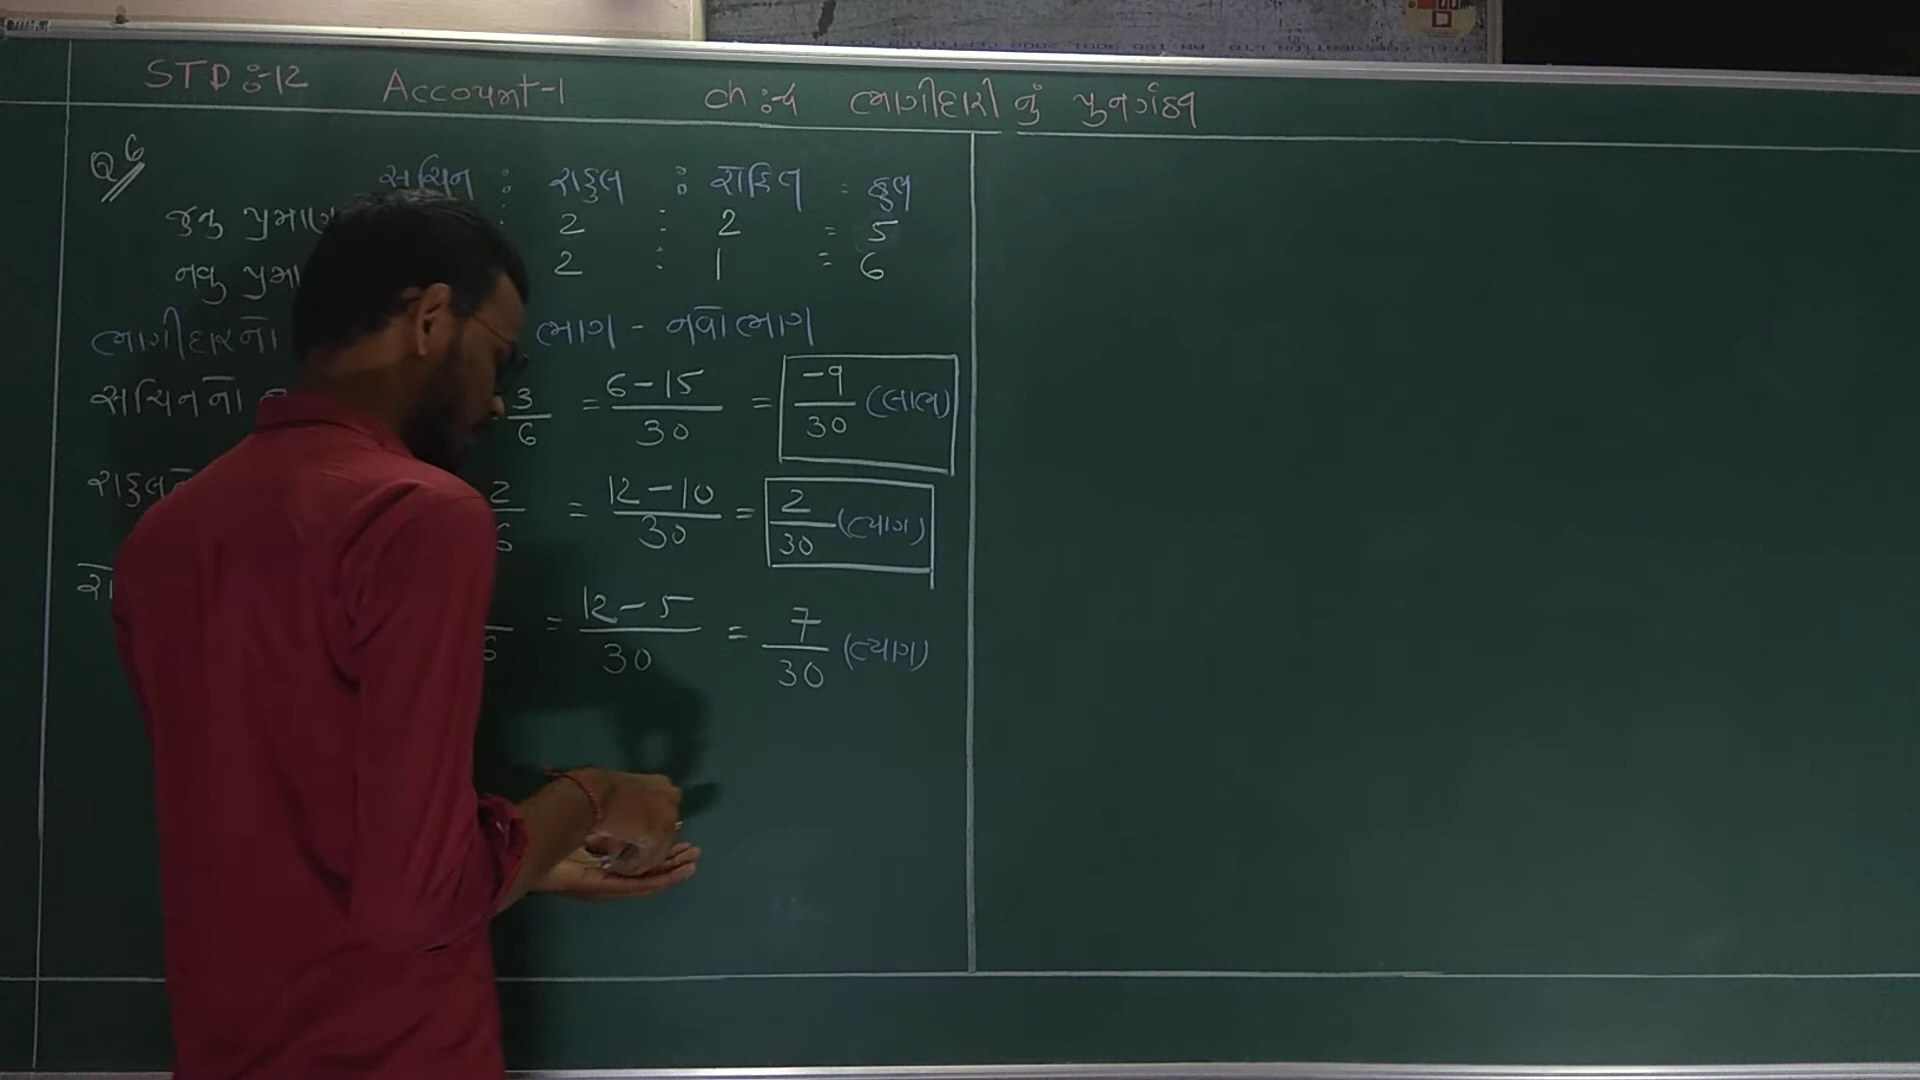 STD :- 12 Account-1 ch :- 4 ભાગીદારીનું પુનર્ગઠન
Q 6
સચિન : રાહુલ : રોકિલ = કુલ
જુનુ પ્રમાણ : 2 : 2 = 5
નવુ પ્રમા 2 : 1 = 6
ભાગીદારનો ભાગ - નવો ભાગ
સચિનનો 3/6 = 6-15/30 = -9/30 (લાભ)
રાહુલ 2/6 = 12-10/30 = 2/30 (ત્યાગ)
6 = 12-5/30 = 7/30 (ત્યાગ)